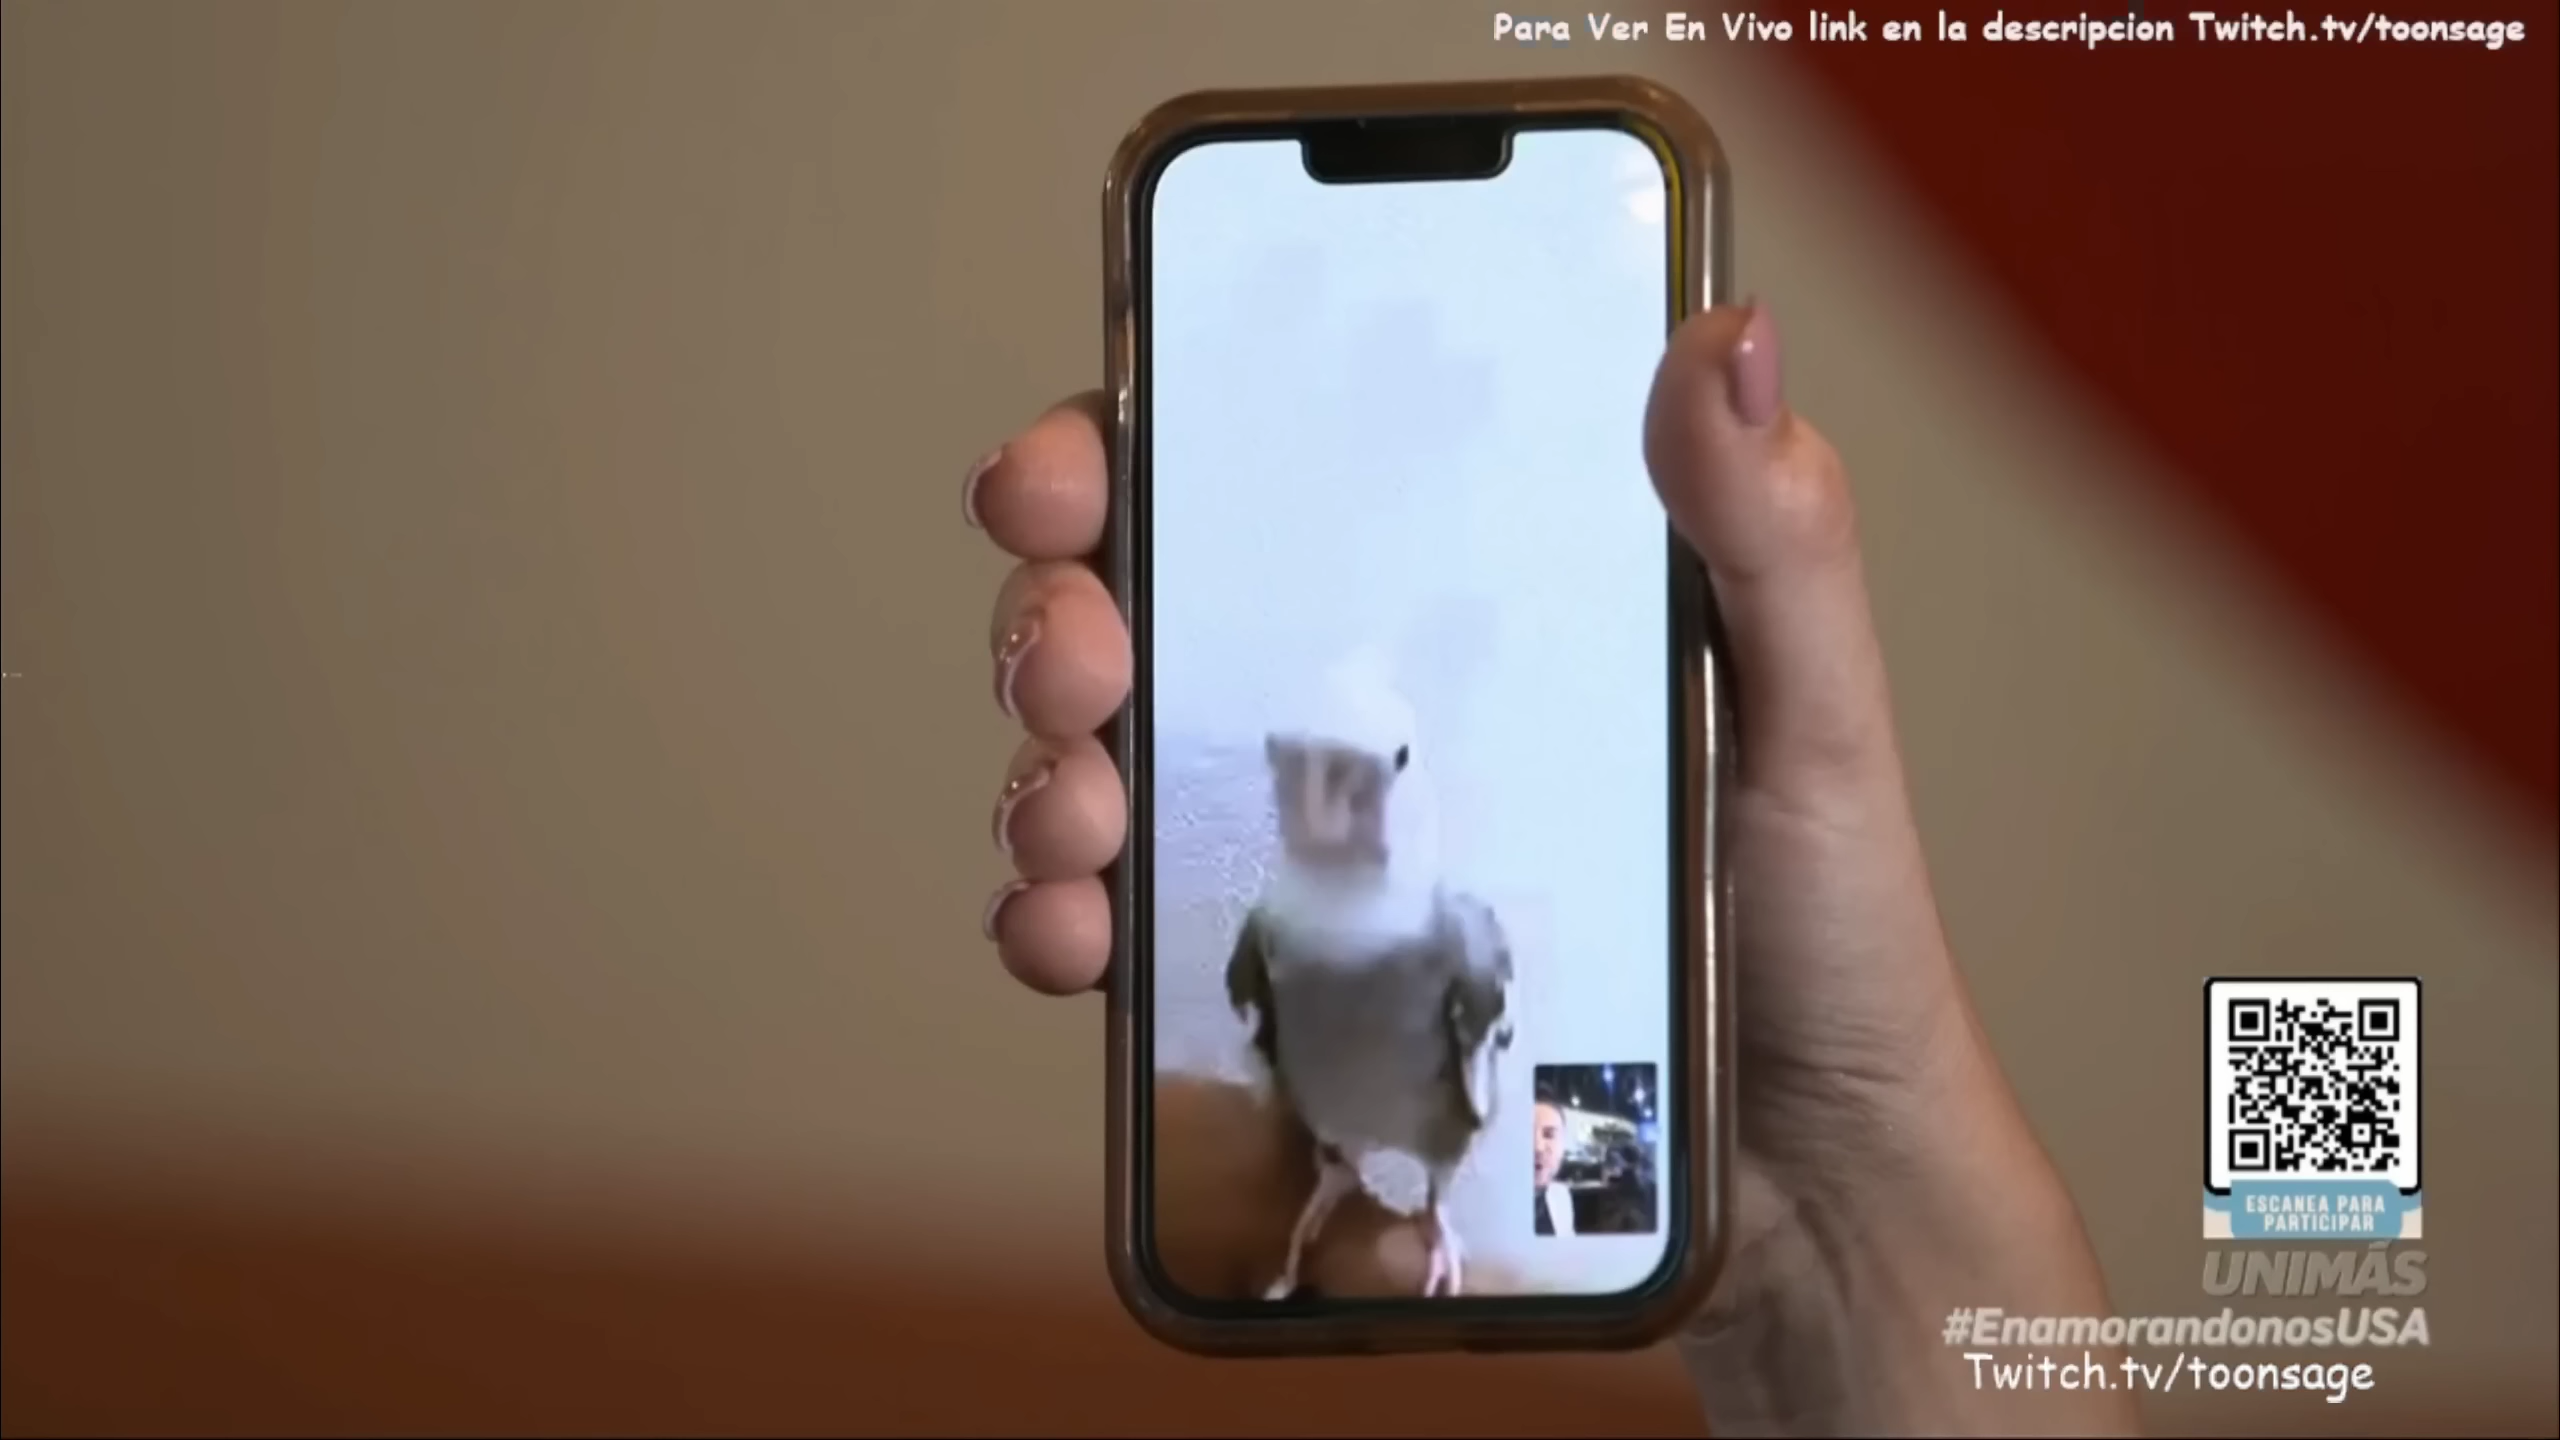 Para Ver En Vivo link en la descripcion Twitch.tv/toonsage
ESCANEA PARA
PARTICIPAR
UNIMÁS
#EnamorandonosUSA
Twitch.tv/toonsage